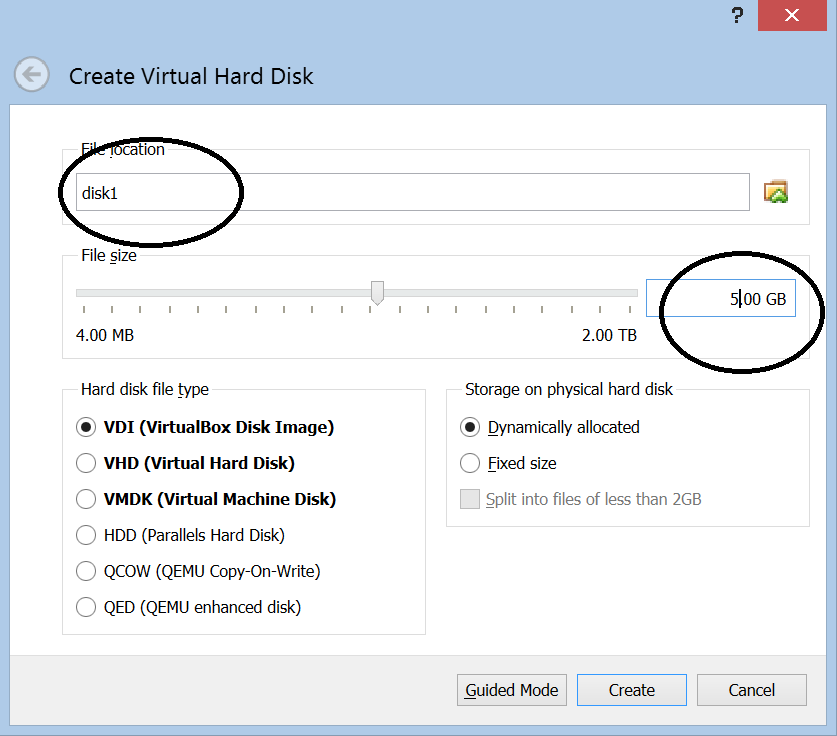 ?
Create Virtual Hard Disk
File location
disk1
File size
5.00 GB
4.00 MB 2.00 TB
Hard disk file type
VDI (VirtualBox Disk Image)
VHD (Virtual Hard Disk)
VMDK (Virtual Machine Disk)
HDD (Parallels Hard Disk)
QCOW (QEMU Copy-On-Write)
QED (QEMU enhanced disk)
Storage on physical hard disk
Dynamically allocated
Fixed size
Split into files of less than 2GB
Guided Mode Create Cancel